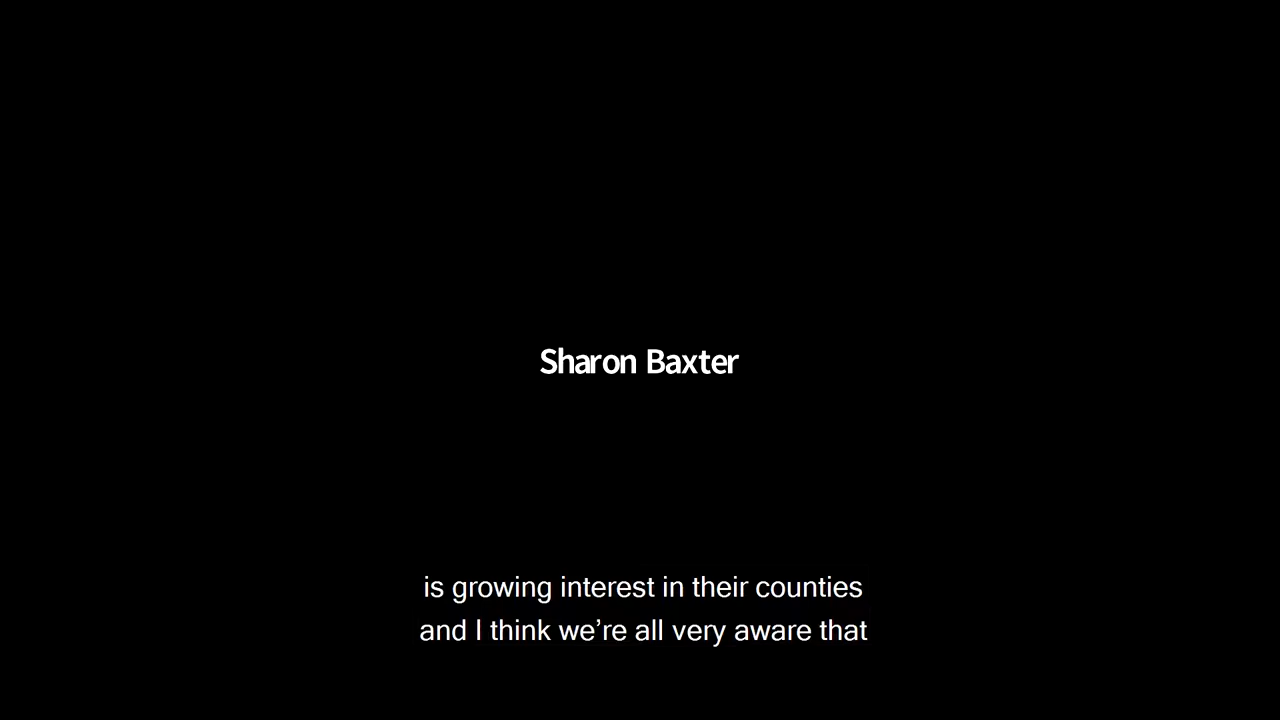 Sharon Baxter
is growing interest in their counties
and I think we’re all very aware that